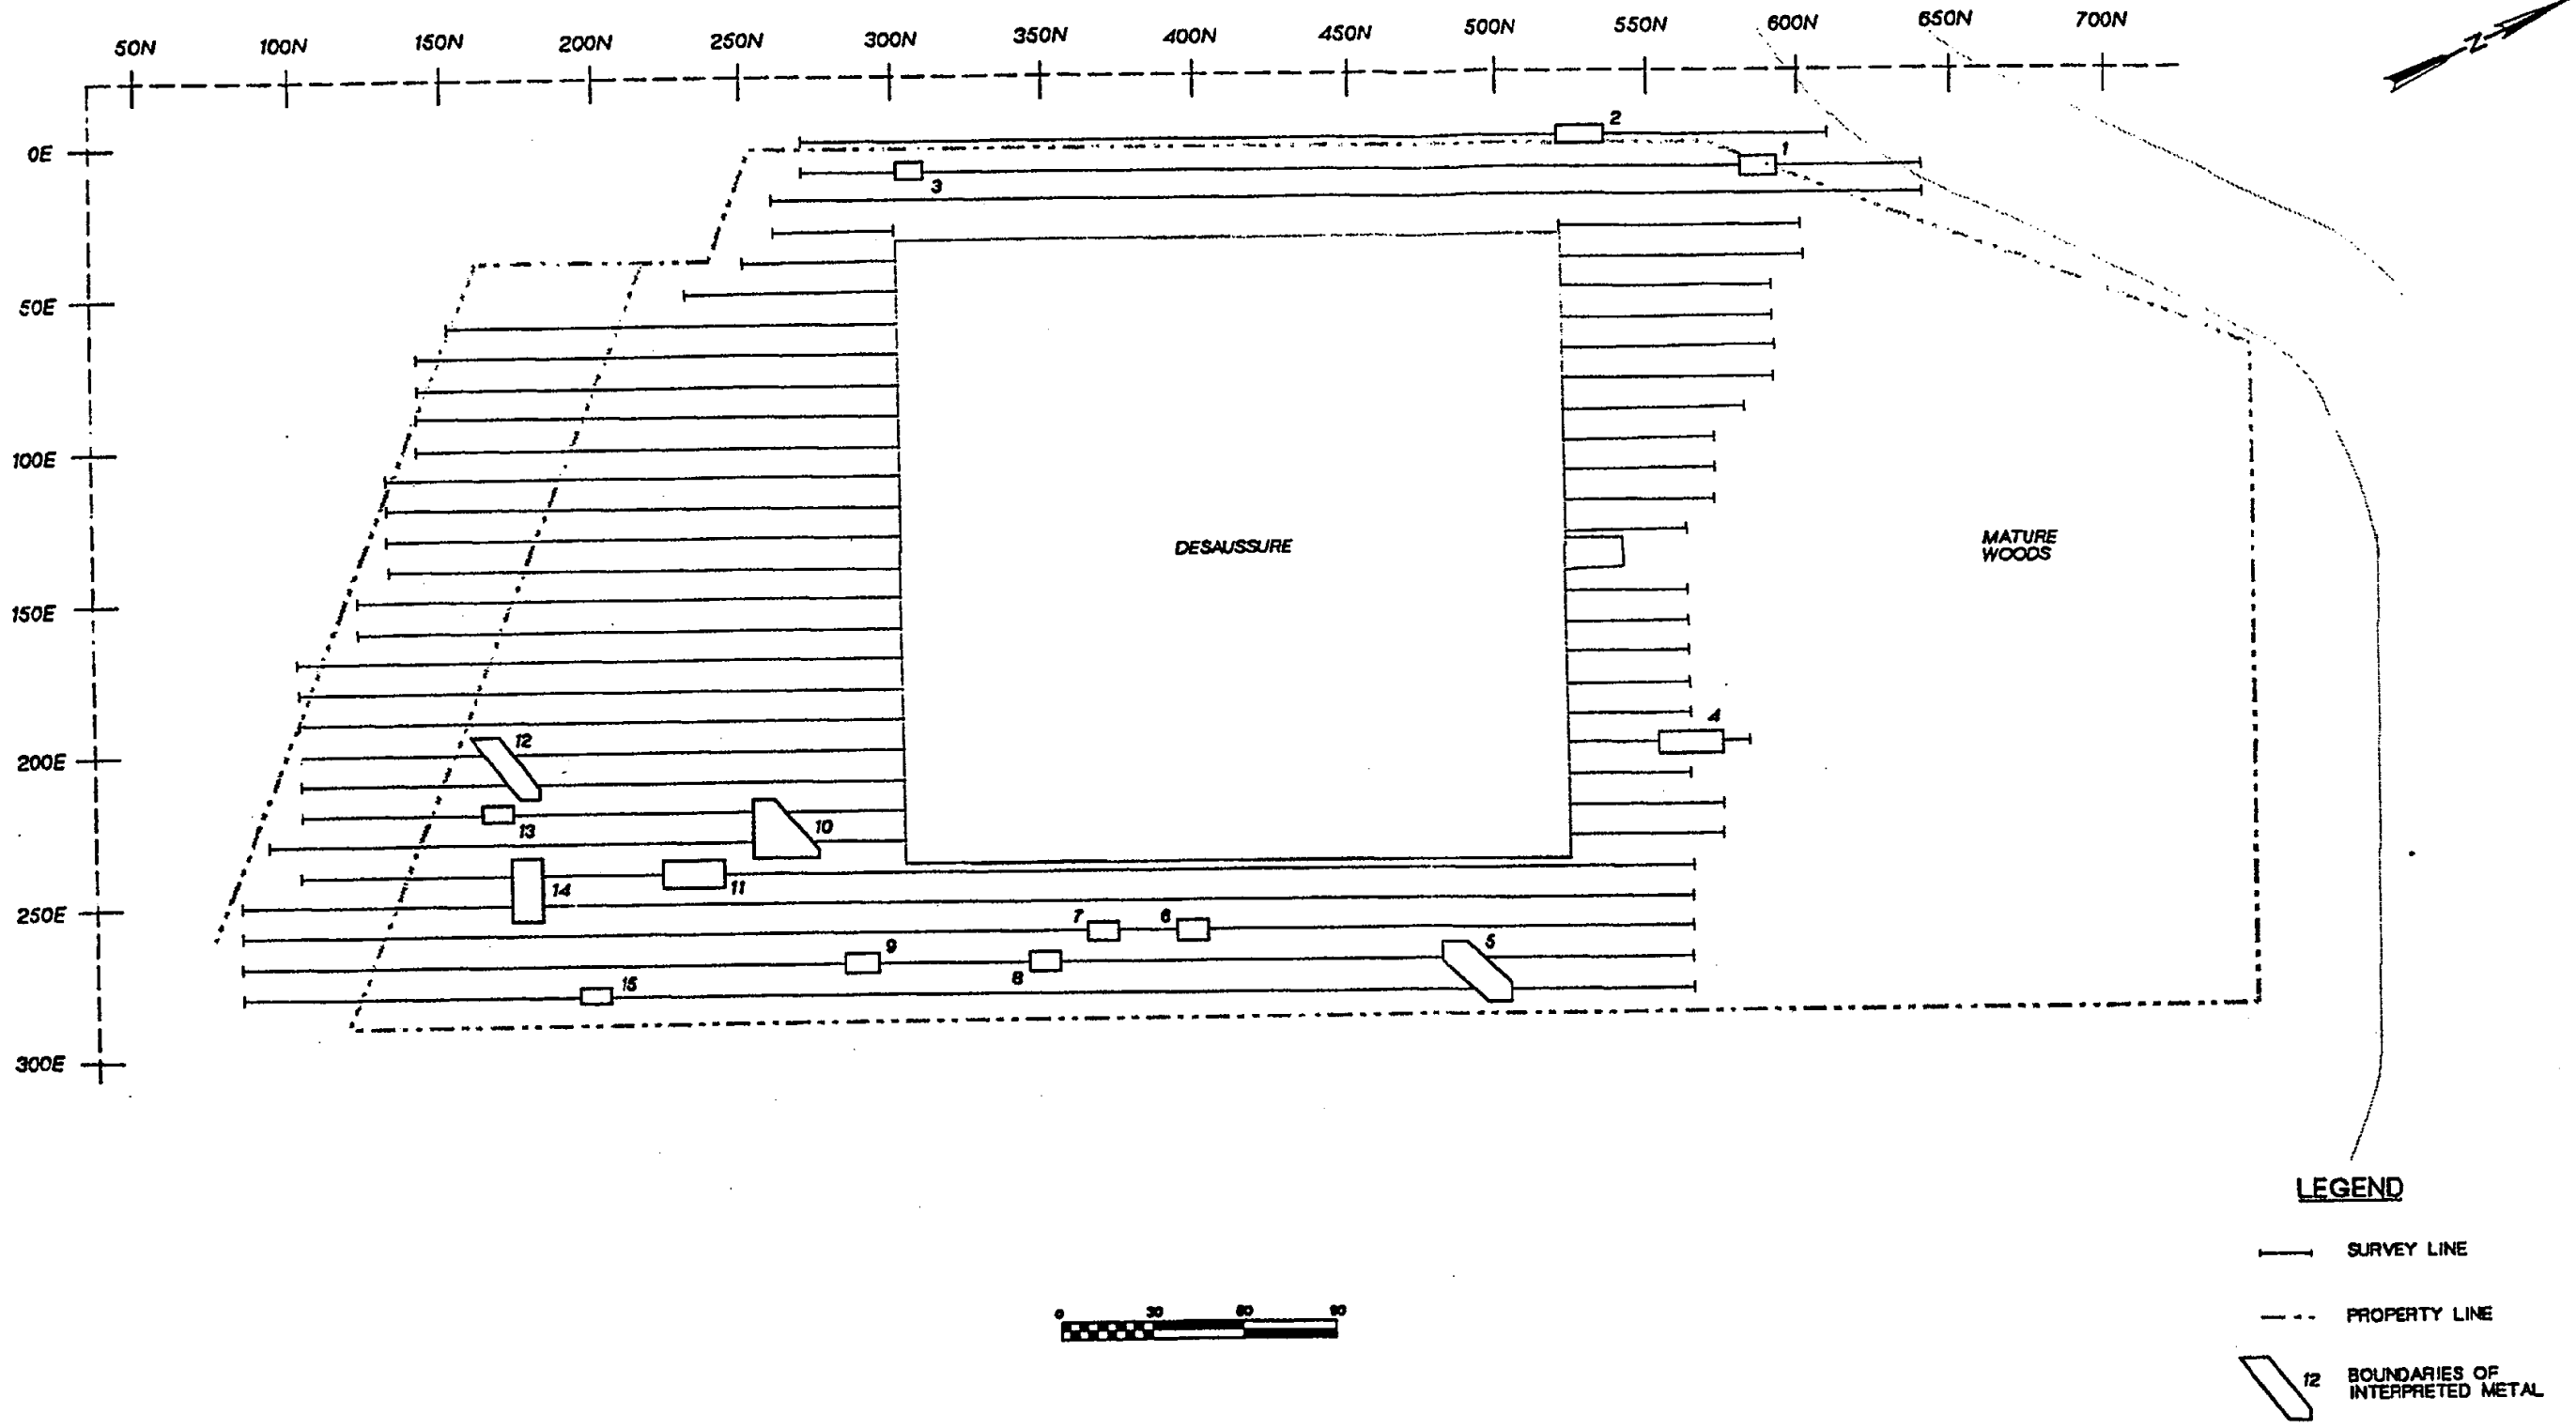 50N 100N 150N 200N 250N 300N 350N 400N 450N 500N 550N 600N 650N 700N
N
0E
2
1
3
50E
100E
DESAUSSURE
MATURE
WOODS
150E
4
200E
12
13
10
14
11
250E
7
6
5
9
8
15
300E
LEGEND
SURVEY LINE
PROPERTY LINE
0 30 60 90
12
BOUNDARIES OF
INTERPRETED METAL